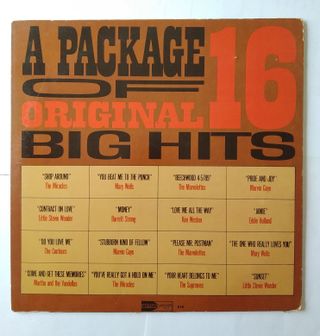 A PACKAGE
OF
16
ORIGINAL
BIG HITS
"SHOP AROUND"
The Miracles
"YOU BEAT ME TO THE PUNCH"
Mary Wells
"BEECHWOOD 4-5789"
The Marvelettes
"PRIDE AND JOY"
Marvin Gaye
"CONTRACT ON LOVE"
Little Stevie Wonder
"MONEY"
Barrett Strong
"LOVE ME ALL THE WAY"
Kim Weston
"JAMIE"
Eddie Holland
"DO YOU LOVE ME"
The Contours
"STUBBORN KIND OF FELLOW"
Marvin Gaye
"PLEASE MR. POSTMAN"
The Marvelettes
"THE ONE WHO REALLY LOVES YOU"
Mary Wells
"COME AND GET THESE MEMORIES"
Martha and the Vandellas
"YOU'VE REALLY GOT A HOLD ON ME"
The Miracles
"YOUR HEART BELONGS TO ME"
The Supremes
"SUNSET"
Little Stevie Wonder
614